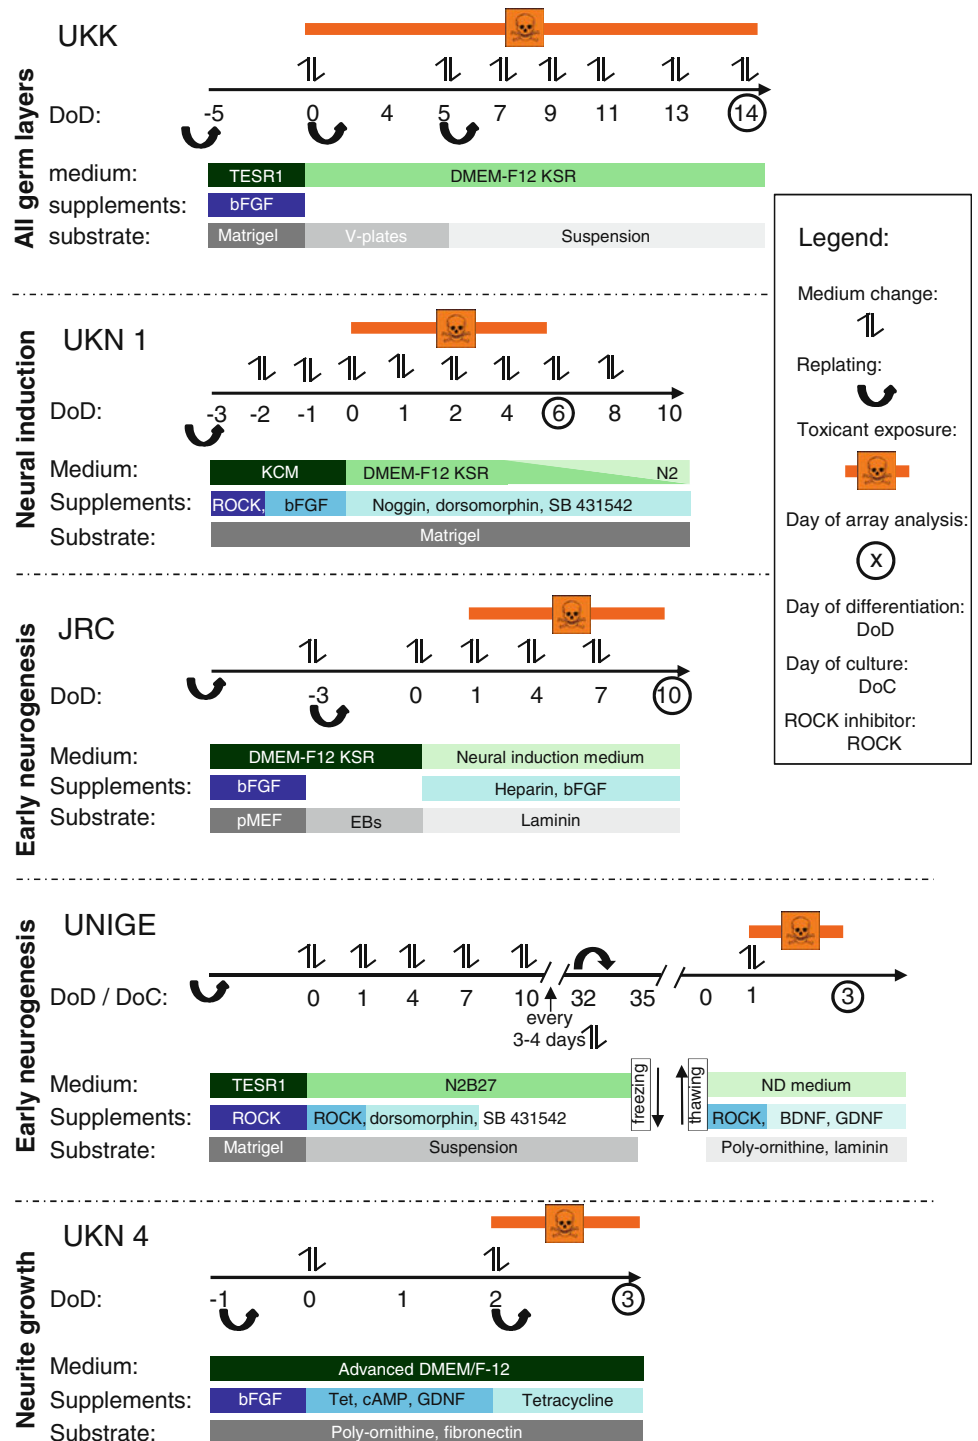 All germ layers
UKK
DoD:
-5 0 4 5 7 9 11 13 14
medium: TESR1 DMEM-F12 KSR
supplements: bFGF
substrate: Matrigel V-plates Suspension
Neural induction
UKN 1
DoD:
-3 -2 -1 0 1 2 4 6 8 10
Medium: KCM DMEM-F12 KSR N2
Supplements: ROCK, bFGF Noggin, dorsomorphin, SB 431542
Substrate: Matrigel
Early neurogenesis
JRC
DoD:
-3 0 1 4 7 10
Medium: DMEM-F12 KSR Neural induction medium
Supplements: bFGF Heparin, bFGF
Substrate: pMEF EBs Laminin
Early neurogenesis
UNIGE
DoD / DoC:
0 1 4 7 10 32 35 0 1 3
every
3-4 days
freezing
thawing
Medium: TESR1 N2B27 ND medium
Supplements: ROCK ROCK, dorsomorphin, SB 431542 ROCK, BDNF, GDNF
Substrate: Matrigel Suspension Poly-ornithine, laminin
Neurite growth
UKN 4
DoD:
-1 0 1 2 3
Medium: Advanced DMEM/F-12
Supplements: bFGF Tet, cAMP, GDNF Tetracycline
Substrate: Poly-ornithine, fibronectin
Legend:
Medium change:
Replating:
Toxicant exposure:
Day of array analysis:
X
Day of differentiation:
DoD
Day of culture:
DoC
ROCK inhibitor:
ROCK